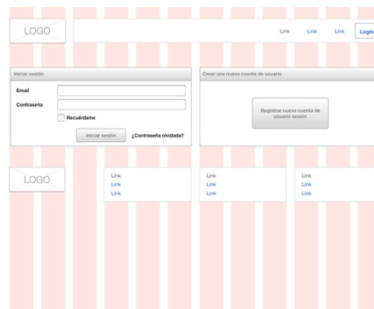 LOGO
Link Link Link Login
Iniciar sesión
Crear una nueva cuenta de usuario
Email
Contraseña
Recuérdame
Iniciar sesión ¿Contraseña olvidada?
Registrar nueva cuenta de
usuario sesión
LOGO
Link
Link
Link
Link
Link
Link
Link
Link
Link